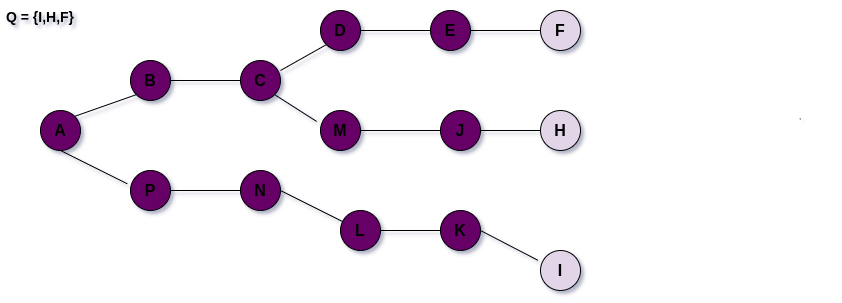 Q = {I,H,F}
D E F
B C
A M J H
P N
L K
I